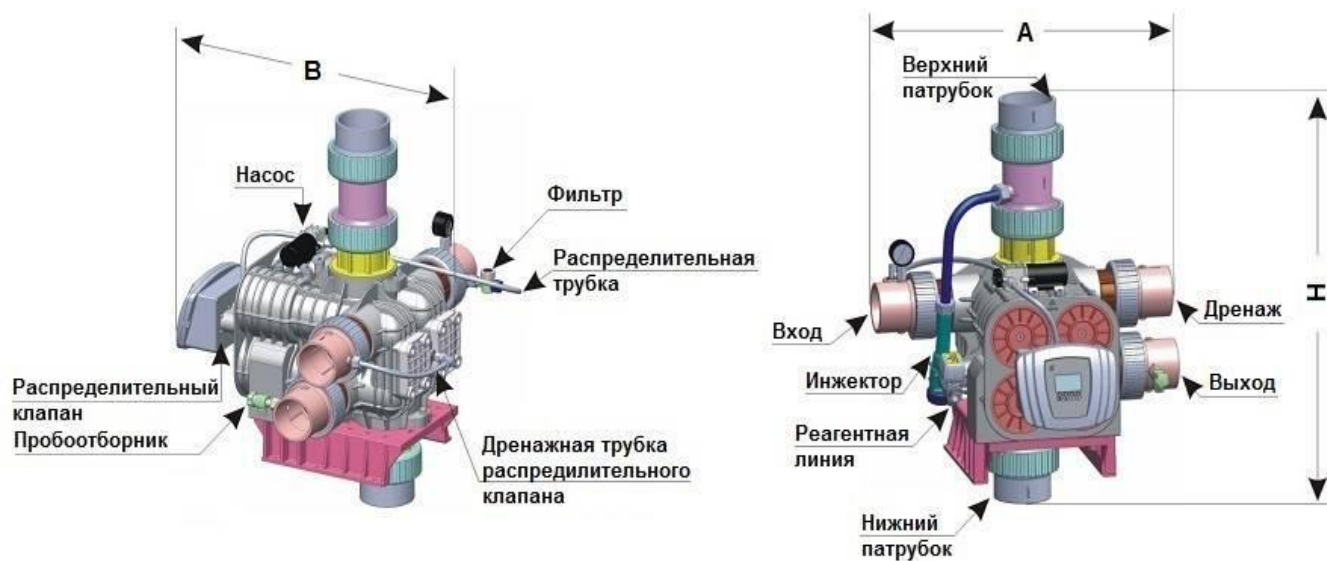 B
Насос
Фильтр
Распределительная
трубка
Распределительный
клапан
Пробоотборник
Дренажная трубка
распредилительного
клапана
A
Верхний
патрубок
H
Вход
Дренаж
Инжектор
Выход
Реагентная
линия
Нижний
патрубок